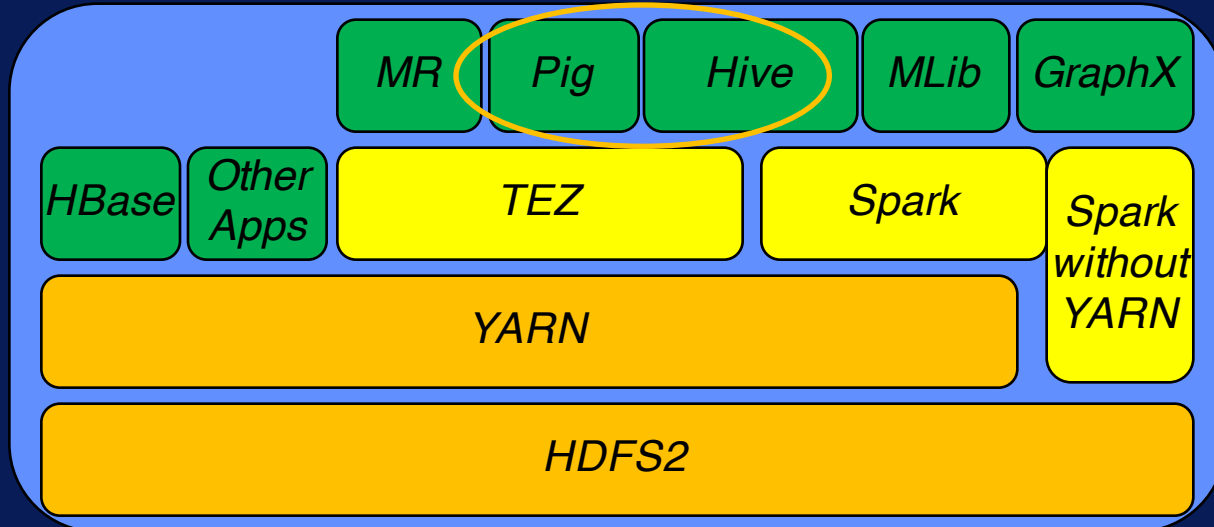 MR
Pig
Hive
MLib
GraphX
HBase
Other
Apps
TEZ
Spark
Spark
without
YARN
YARN
HDFS2